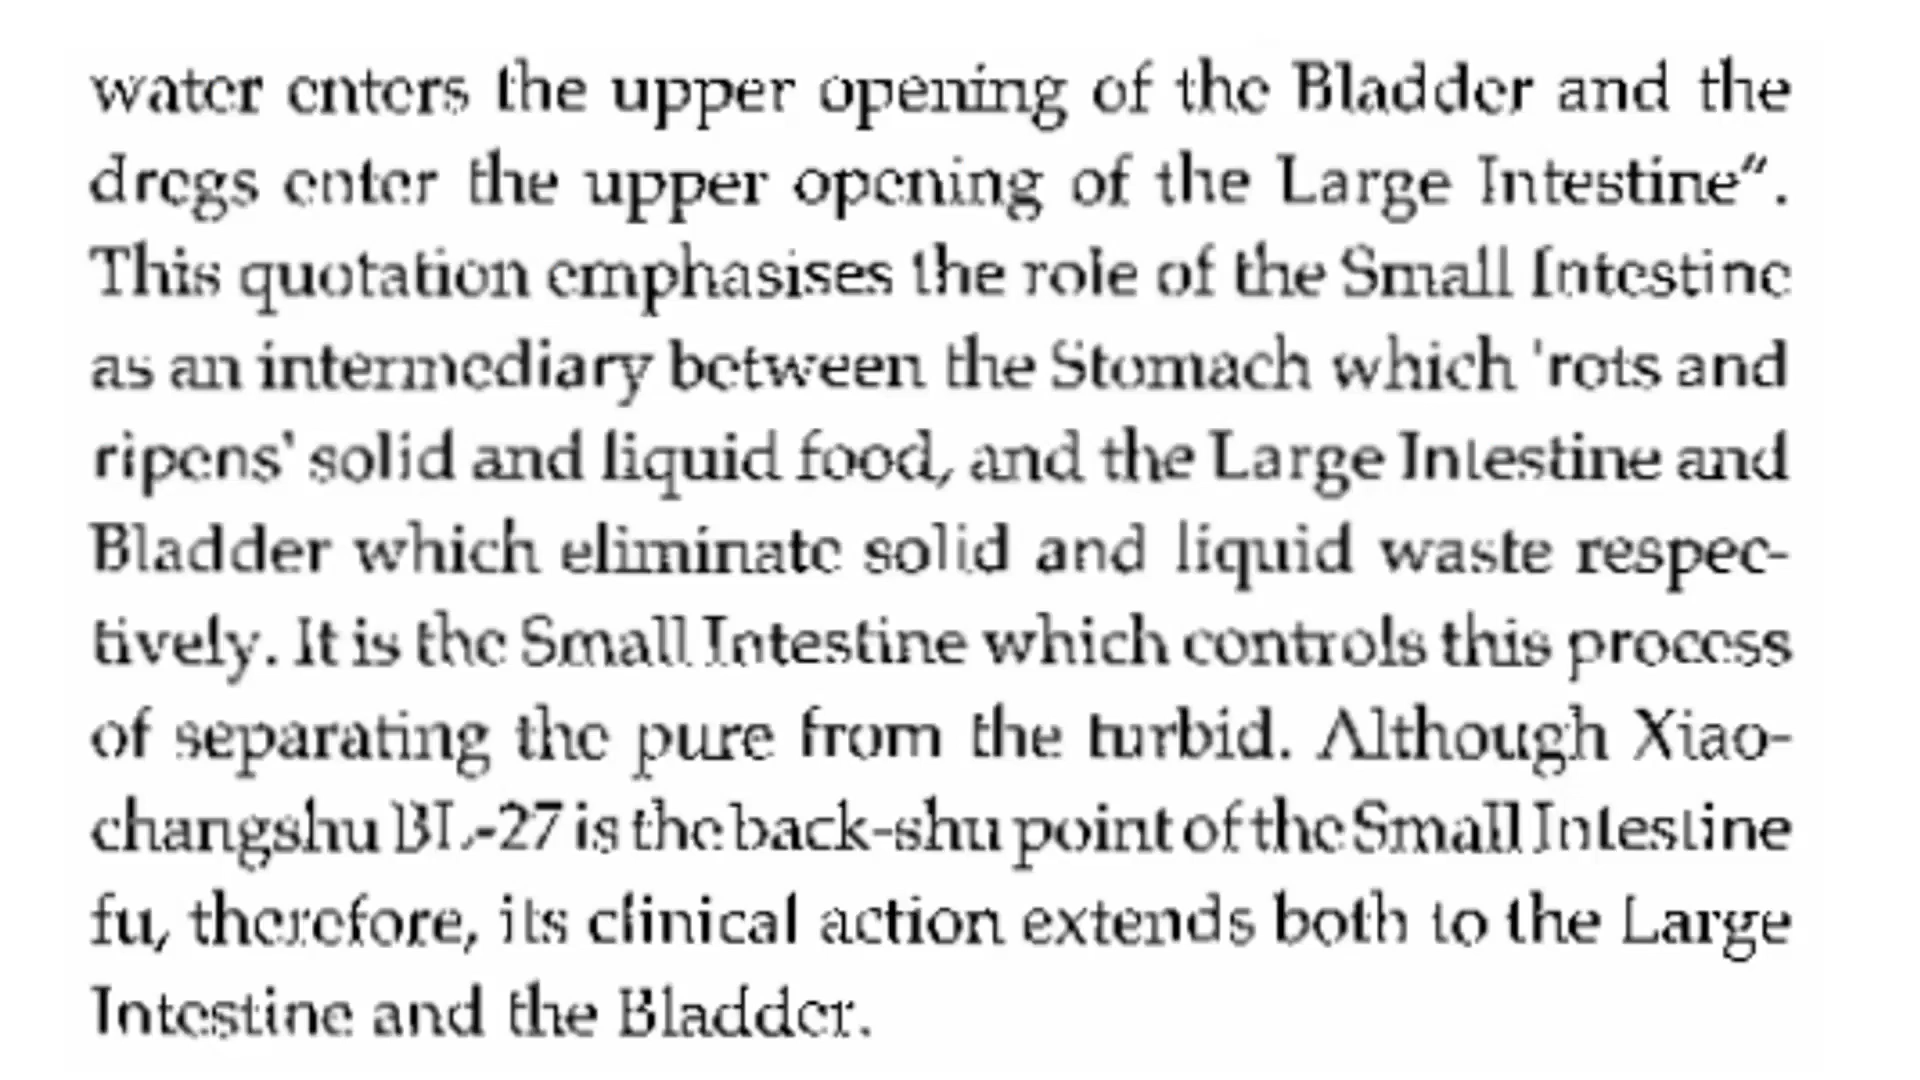 water enters the upper opening of the Bladder and the
dregs enter the upper opening of the Large Intestine".
This quotation emphasises the role of the Small Intestine
as an intermediary between the Stomach which 'rots and
ripens' solid and liquid food, and the Large Intestine and
Bladder which eliminate solid and liquid waste respec-
tively. It is the Small Intestine which controls this process
of separating the pure from the turbid. Although Xiao-
changshu BL-27 is the back-shu point of the Small Intestine
fu, therefore, its clinical action extends both to the Large
Intestine and the Bladder.